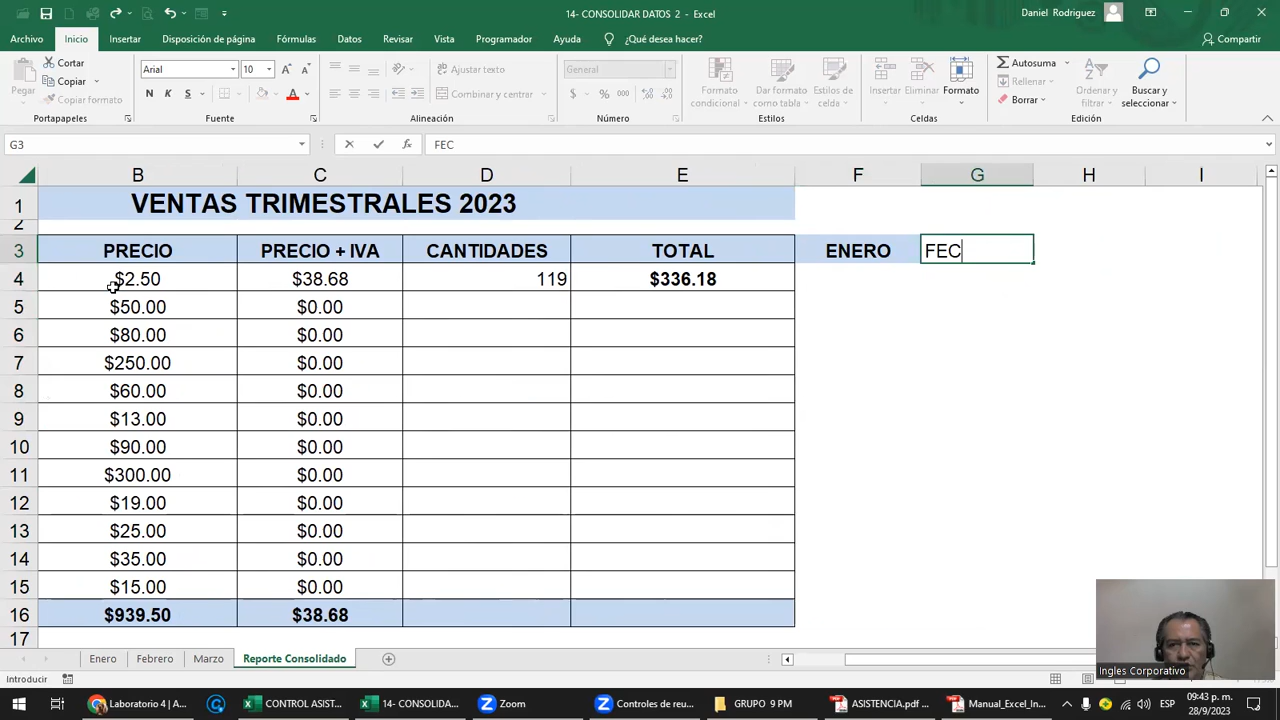 14- CONSOLIDAR DATOS 2 - Excel
Daniel Rodriguez
Archivo Inicio Insertar Disposición de página Fórmulas Datos Revisar Vista Programador Ayuda ¿Qué desea hacer? Compartir
Pegar
Cortar
Copiar
Copiar formato
Arial 10
N K S
Ajustar texto
Combinar y centrar
General
$ % 000
Formato condicional
Dar formato como tabla
Estilos de celda
Insertar Eliminar Formato
Autosuma
Rellenar
Borrar
Ordenar y filtrar
Buscar y seleccionar
Portapapeles Fuente Alineación Número Estilos Celdas Edición
G3 fx FEC
B C D E F G H I
1 VENTAS TRIMESTRALES 2023
2
3 PRECIO PRECIO + IVA CANTIDADES TOTAL ENERO FEC
4 $2.50 $38.68 119 $336.18
5 $50.00 $0.00
6 $80.00 $0.00
7 $250.00 $0.00
8 $60.00 $0.00
9 $13.00 $0.00
10 $90.00 $0.00
11 $300.00 $0.00
12 $19.00 $0.00
13 $25.00 $0.00
14 $35.00 $0.00
15 $15.00 $0.00
16 $939.50 $38.68
17
Ingles Corporativo
Enero Febrero Marzo Reporte Consolidado
Introducir
Laboratorio 4 | A... CONTROL ASIST... 14- CONSOLIDA... Zoom Controles de reu... GRUPO 9 PM ASISTENCIA.pdf ... Manual_Excel_In... ESP 09:43 p. m.
28/9/2023